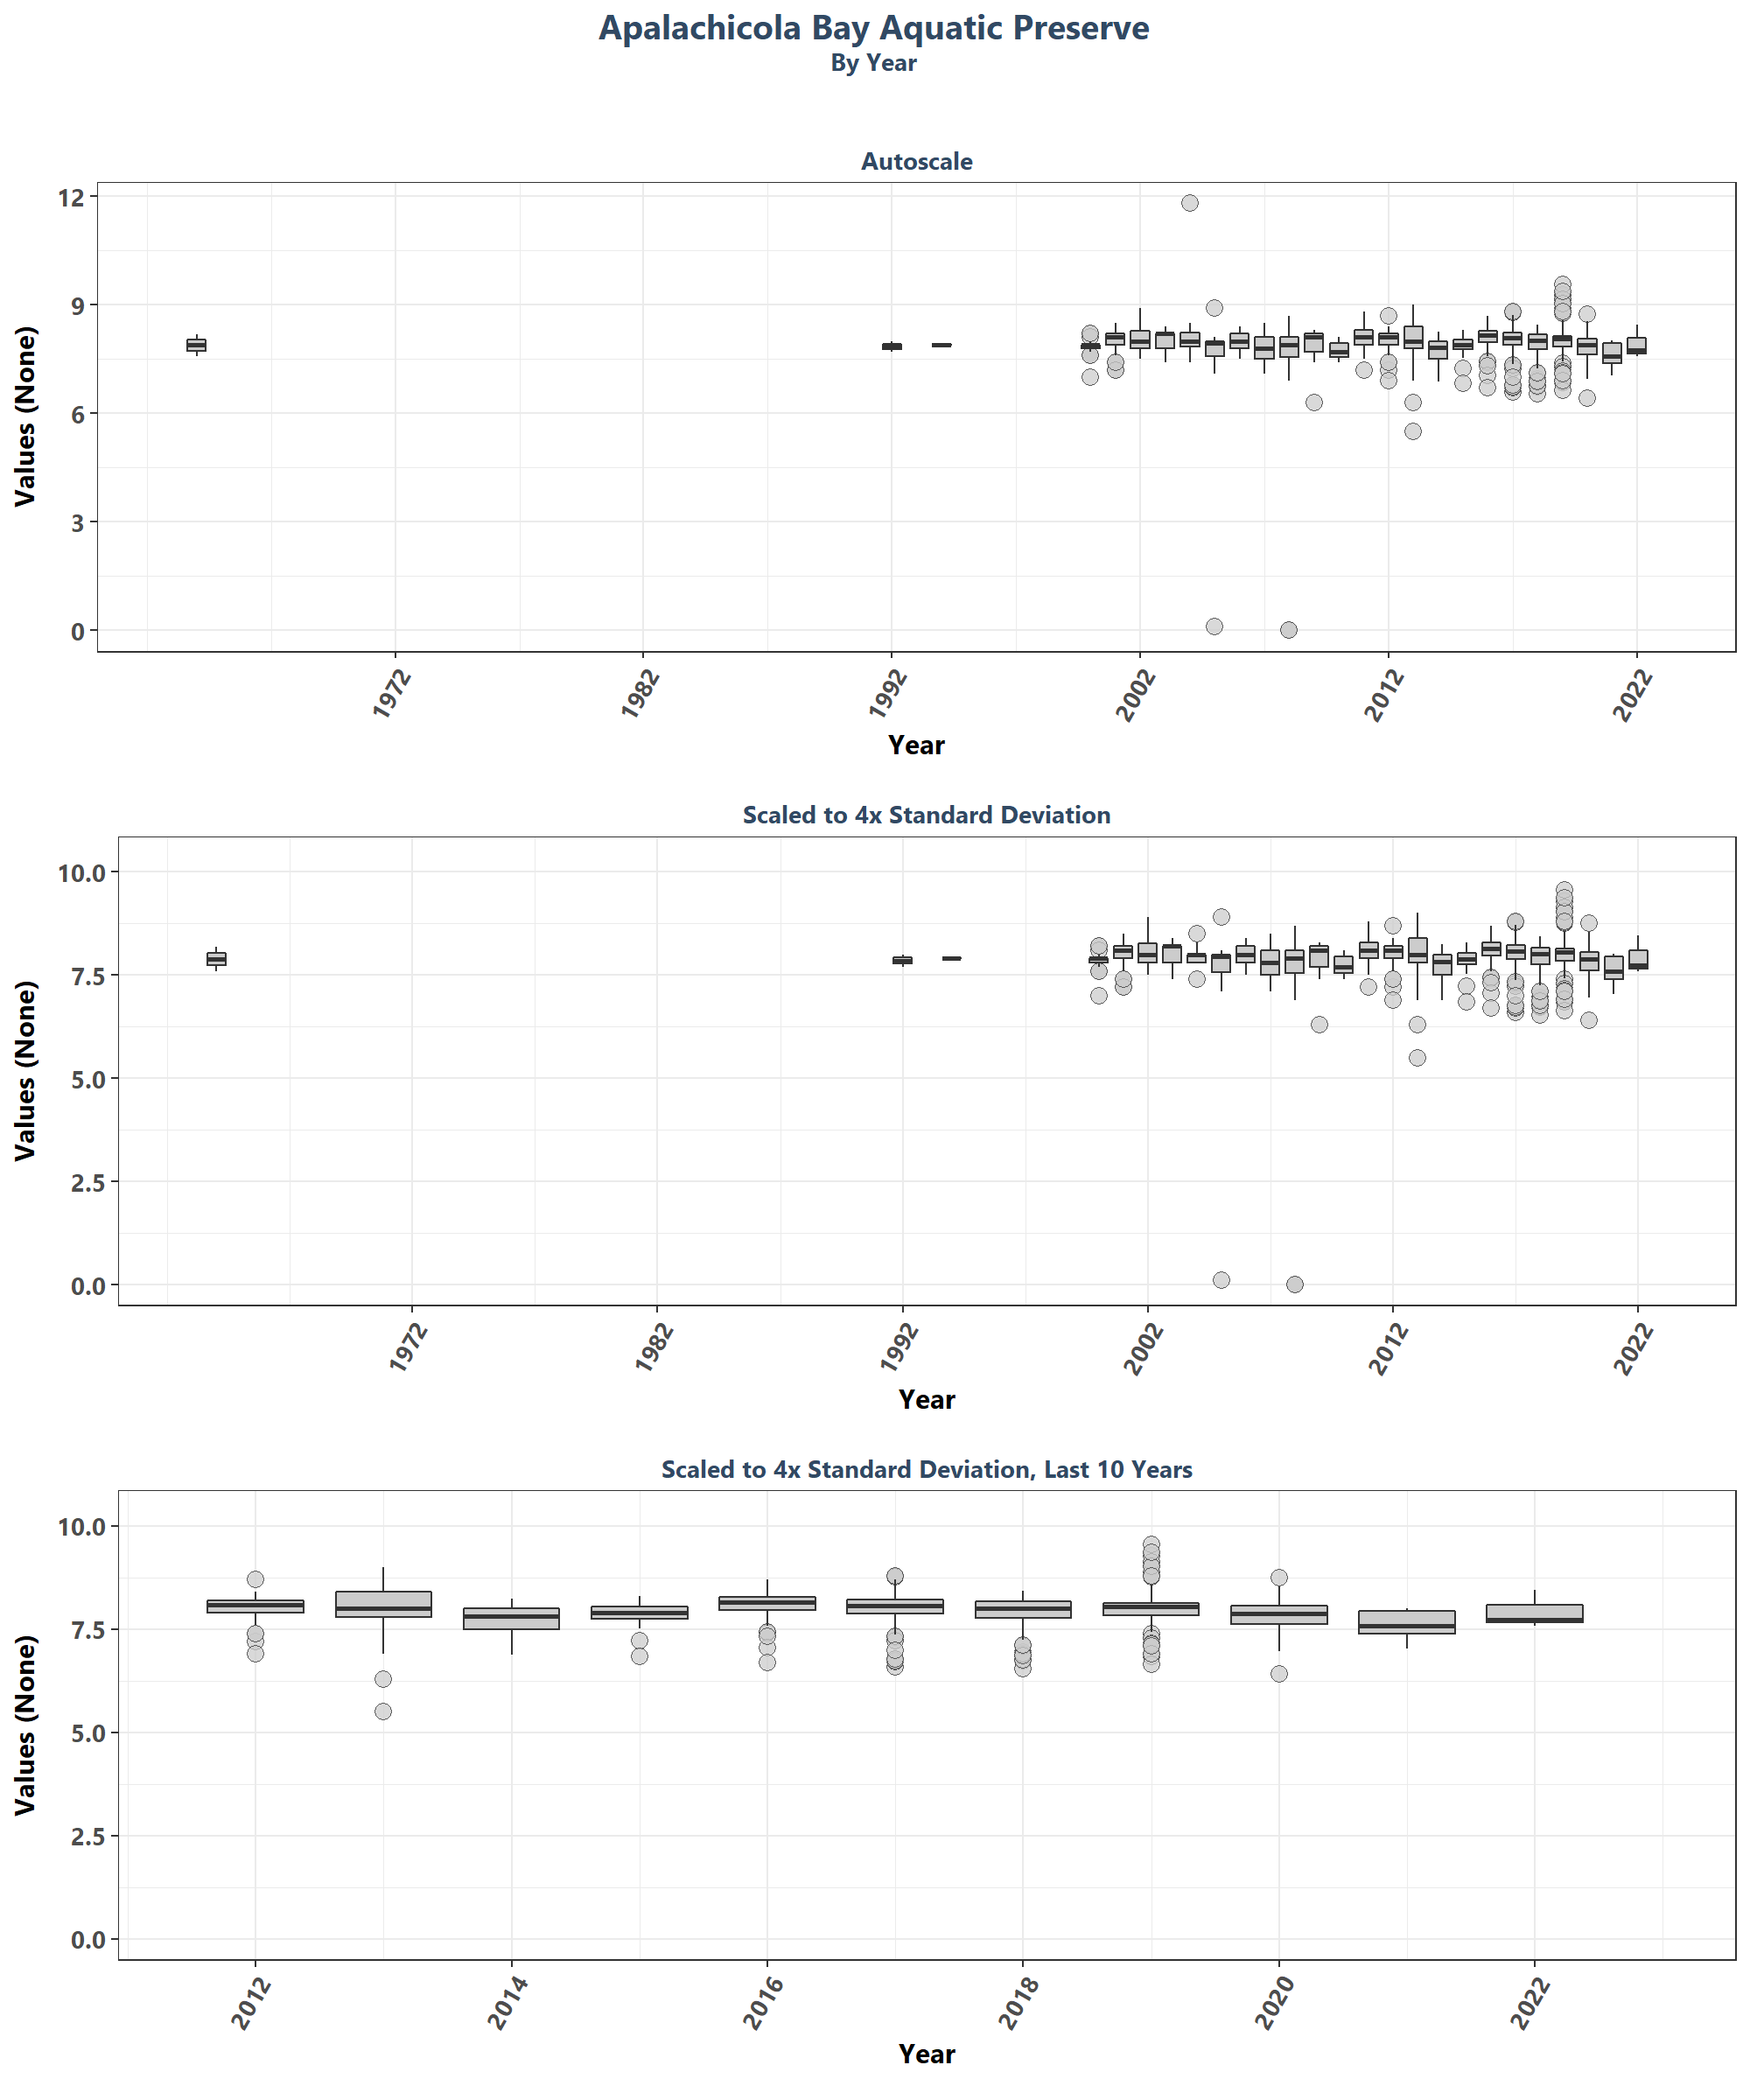 Apalachicola Bay Aquatic Preserve
By Year
Autoscale
Values (None)
12
9
6
3
0
1972 1982 1992 2002 2012 2022
Year
Scaled to 4x Standard Deviation
Values (None)
10.0
7.5
5.0
2.5
0.0
1972 1982 1992 2002 2012 2022
Year
Scaled to 4x Standard Deviation, Last 10 Years
Values (None)
10.0
7.5
5.0
2.5
0.0
2012 2014 2016 2018 2020 2022
Year